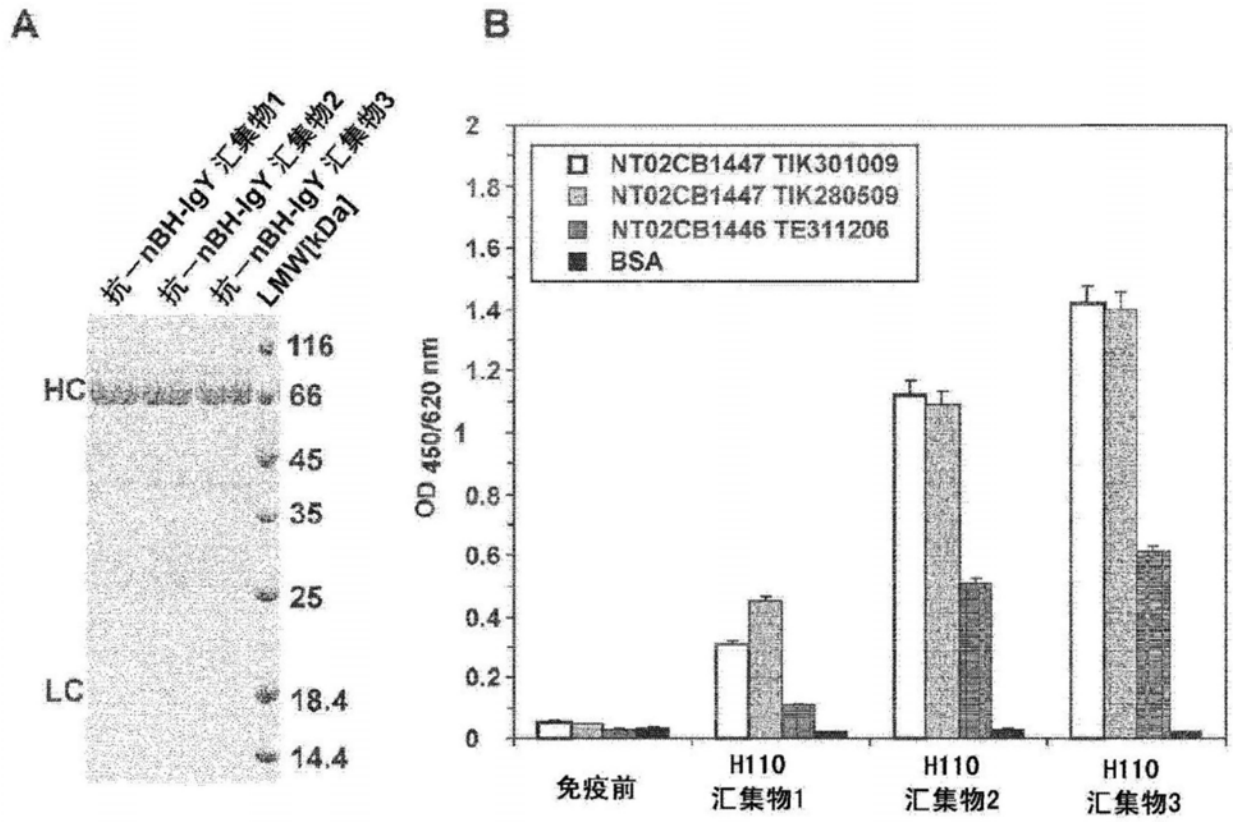 A
抗—nBH-IgY 汇集物1
抗—nBH-IgY 汇集物2
抗—nBH-IgY 汇集物3
LMW[kDa]
HC
LC
116
66
45
35
25
18.4
14.4
B
OD 450/620 nm
2
1.8
1.6
1.4
1.2
1
0.8
0.6
0.4
0.2
0
NT02CB1447 TIK301009
NT02CB1447 TIK280509
NT02CB1446 TE311206
BSA
免疫前
H110
汇集物1
H110
汇集物2
H110
汇集物3